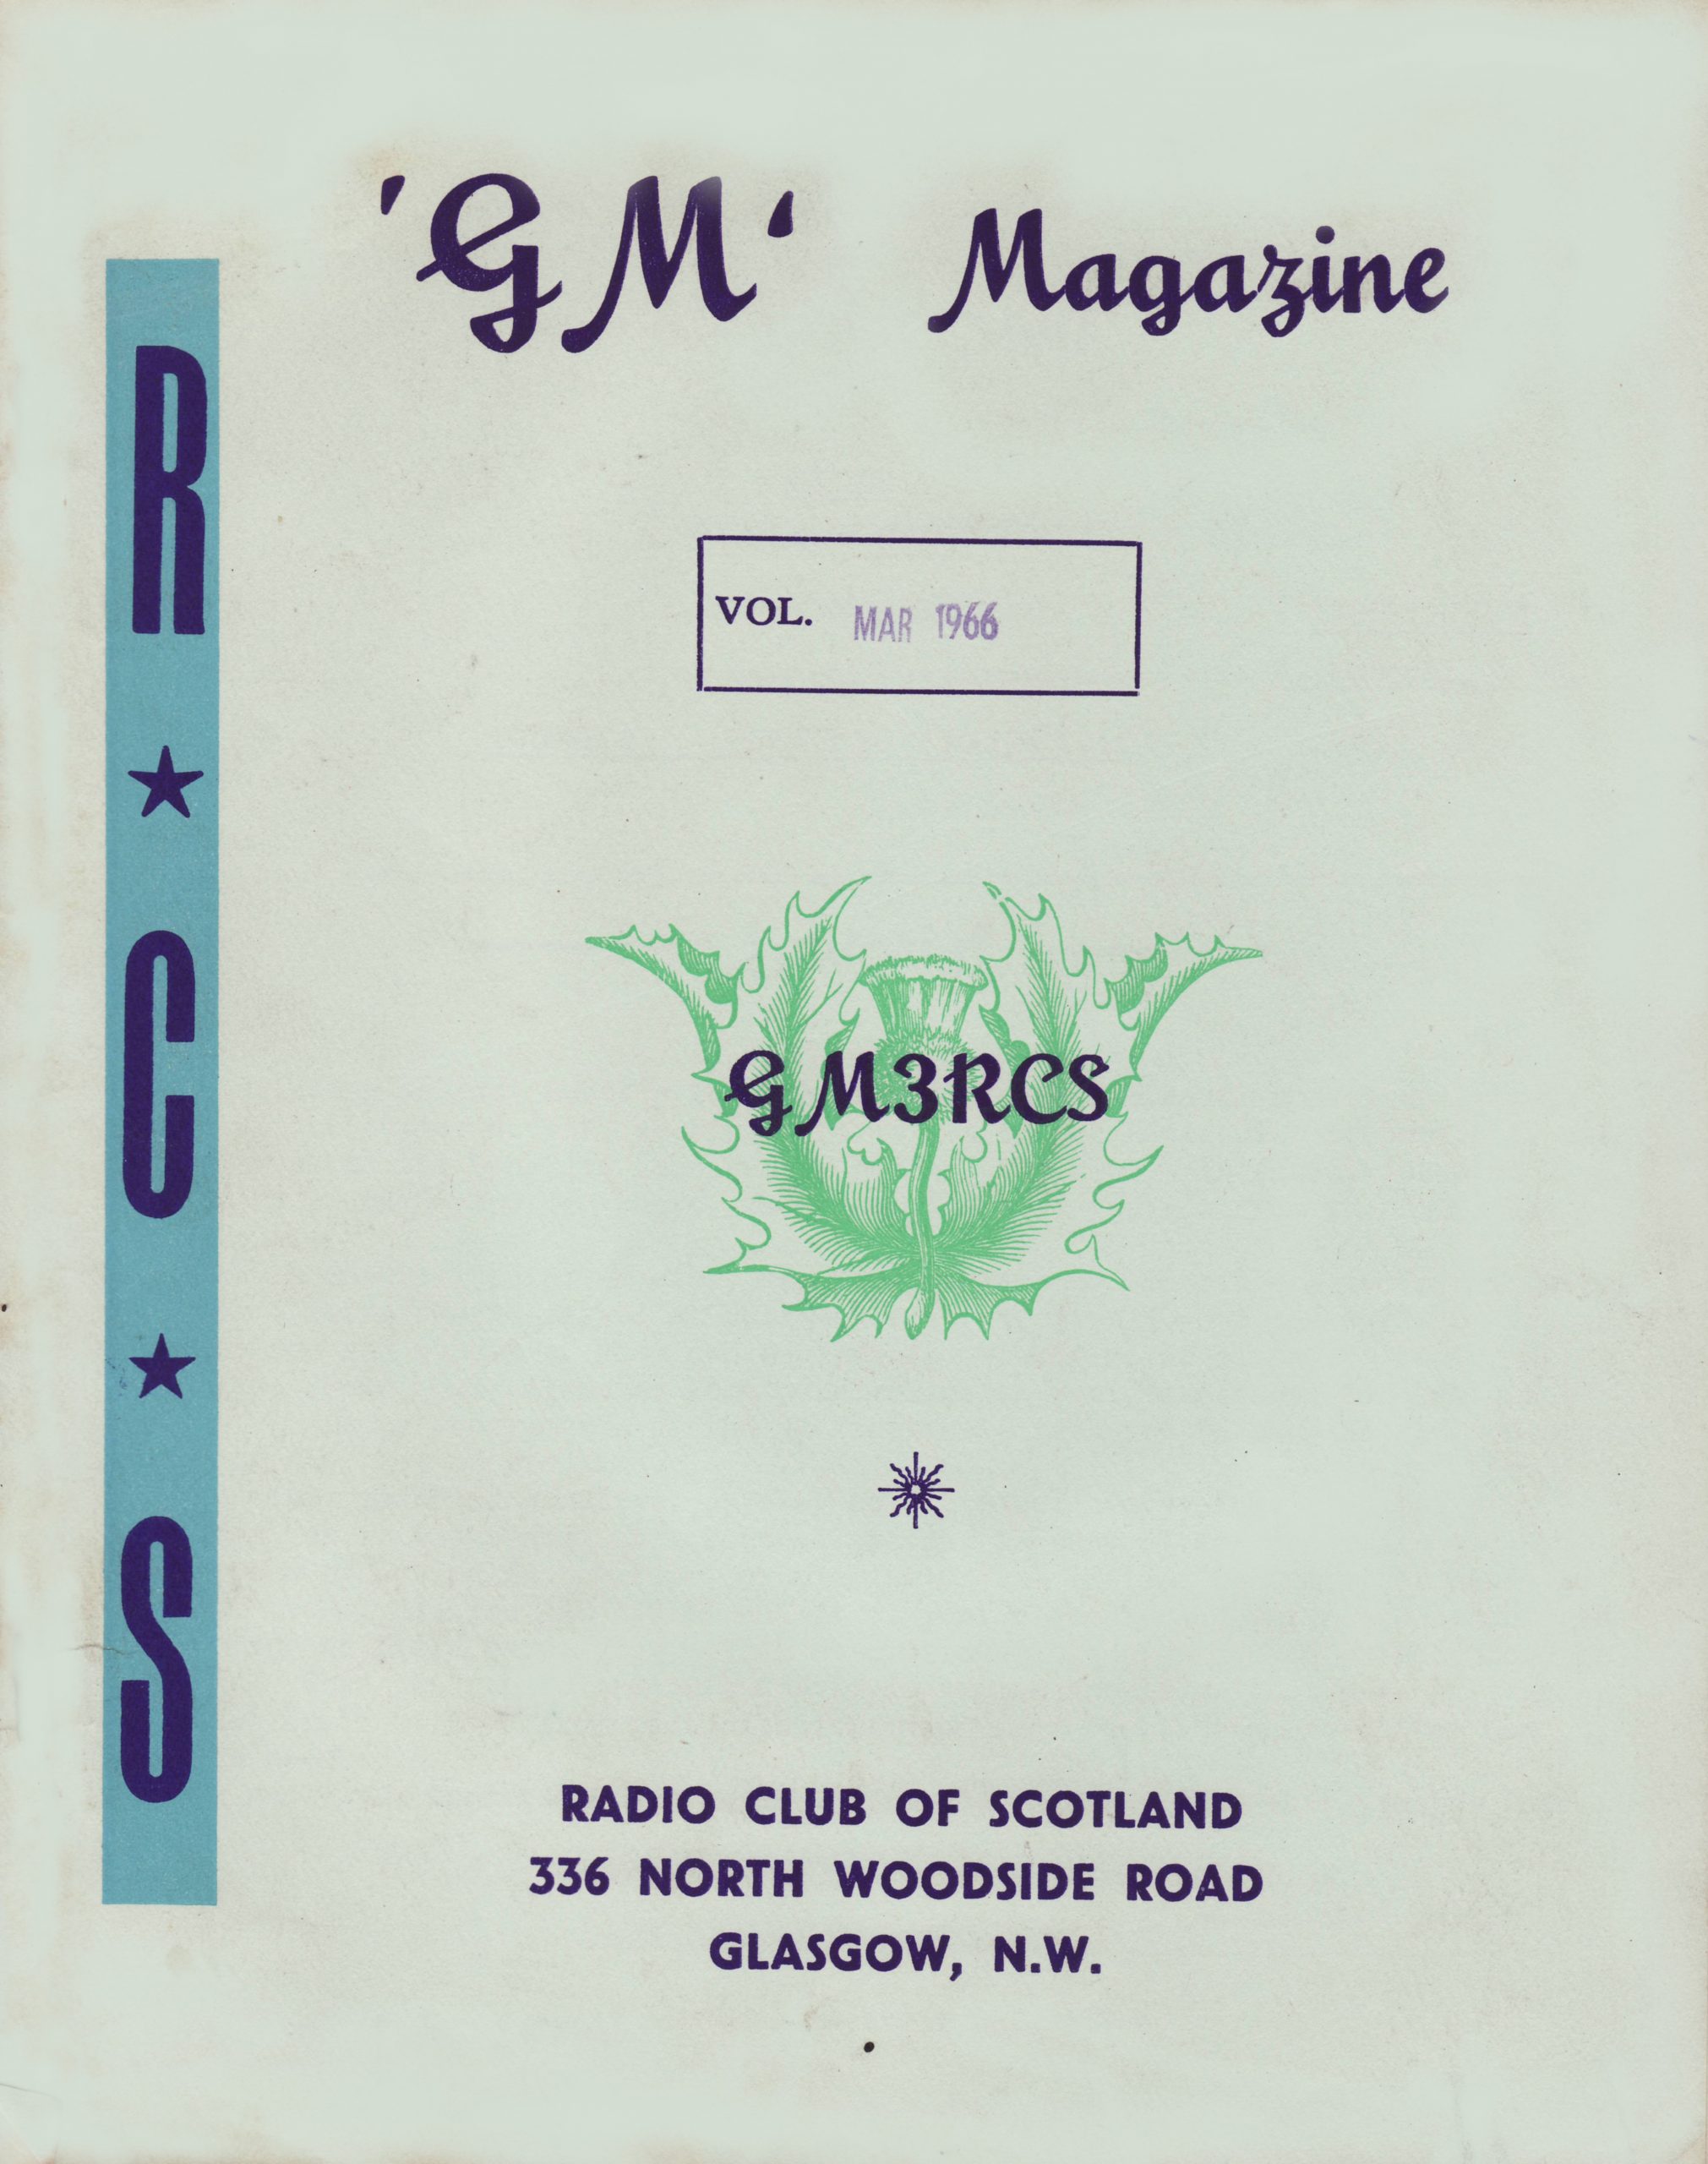 'GM' Magazine
R ★ C ★ S
VOL. MAR 1966
GM3RCS
RADIO CLUB OF SCOTLAND
336 NORTH WOODSIDE ROAD
GLASGOW, N.W.